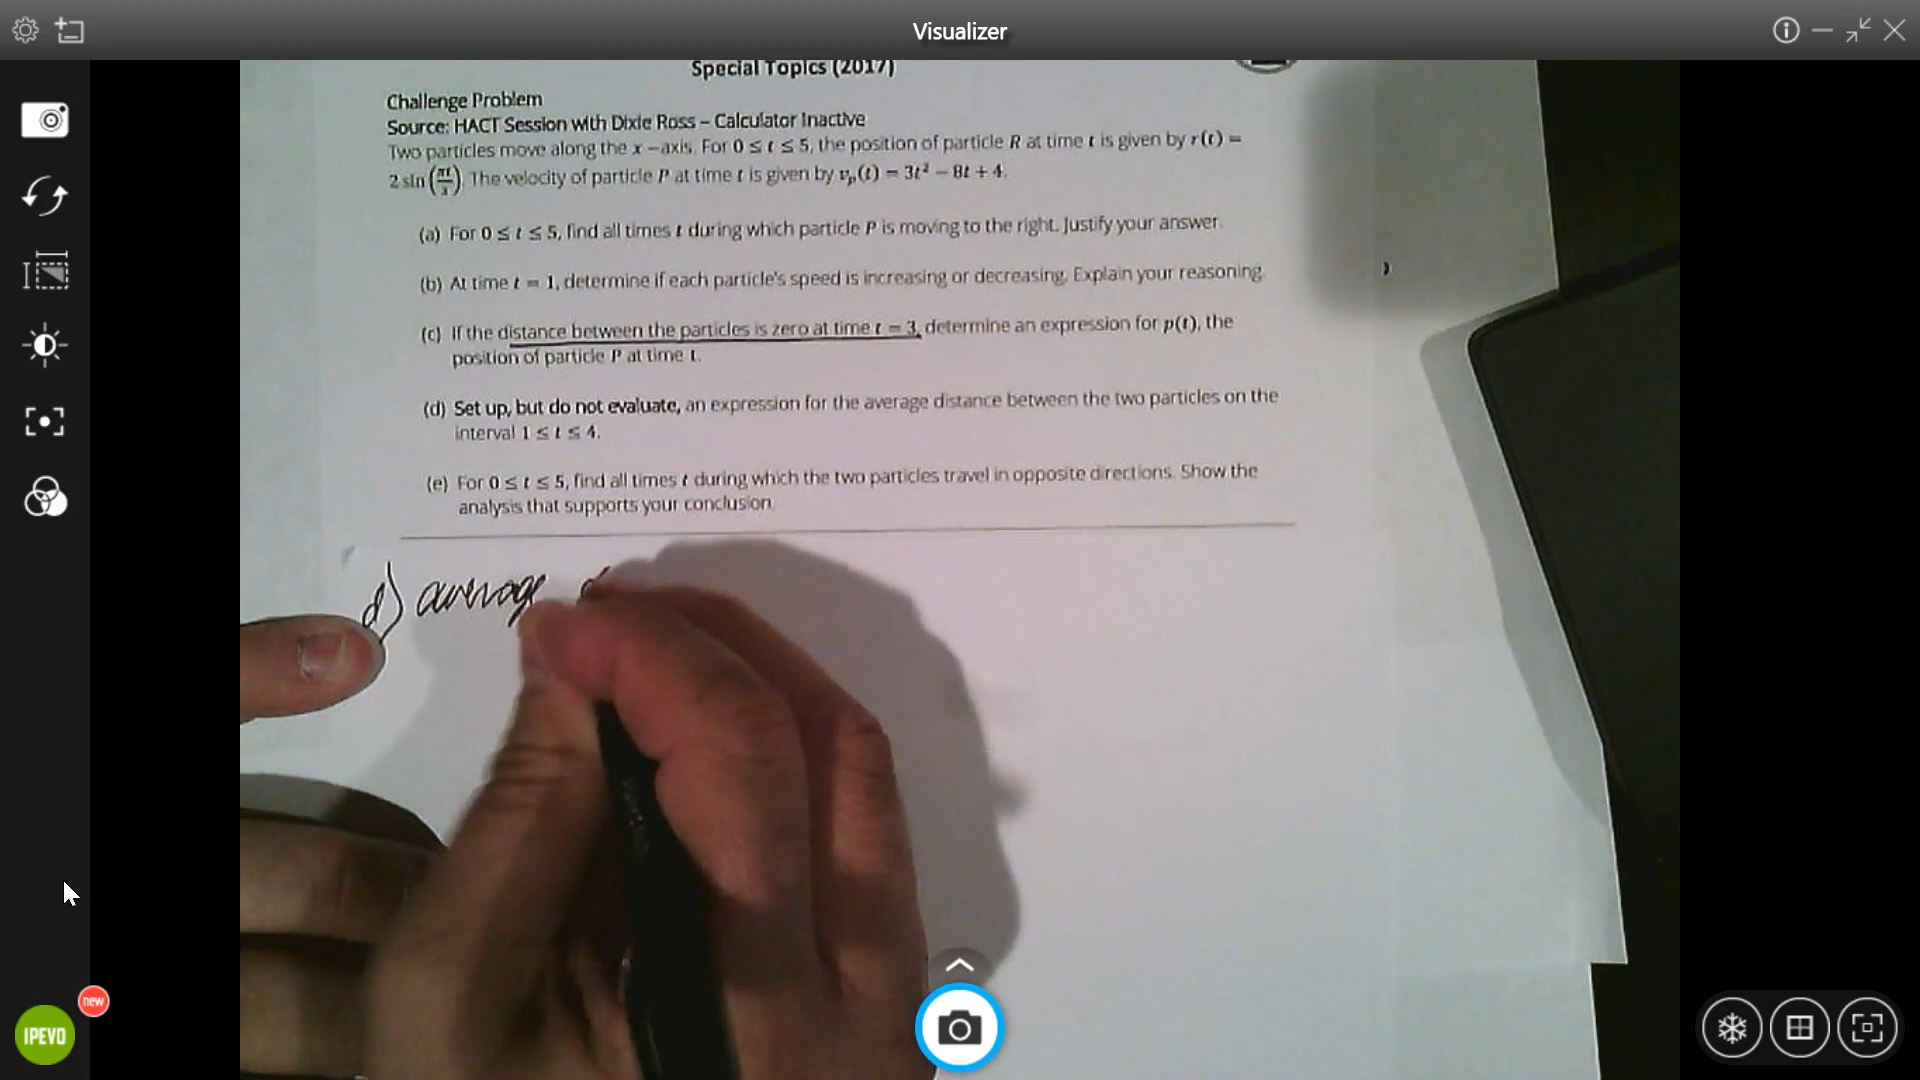 Visualizer
Special Topics (2017)
Challenge Problem
Source: HACT Session with Dixie Ross – Calculator Inactive
Two particles move along the x –axis. For 0 ≤ t ≤ 5, the position of particle R at time t is given by r(t) =
2 sin(πt/3). The velocity of particle P at time t is given by vₚ(t) = 3t² − 8t + 4.
(a) For 0 ≤ t ≤ 5, find all times t during which particle P is moving to the right. Justify your answer.
(b) At time t = 1, determine if each particle's speed is increasing or decreasing. Explain your reasoning.
(c) If the distance between the particles is zero at time t = 3, determine an expression for p(t), the
position of particle P at time t.
(d) Set up, but do not evaluate, an expression for the average distance between the two particles on the
interval 1 ≤ t ≤ 4.
(e) For 0 ≤ t ≤ 5, find all times t during which the two particles travel in opposite directions. Show the
analysis that supports your conclusion.
d) average d
new
IPEVO